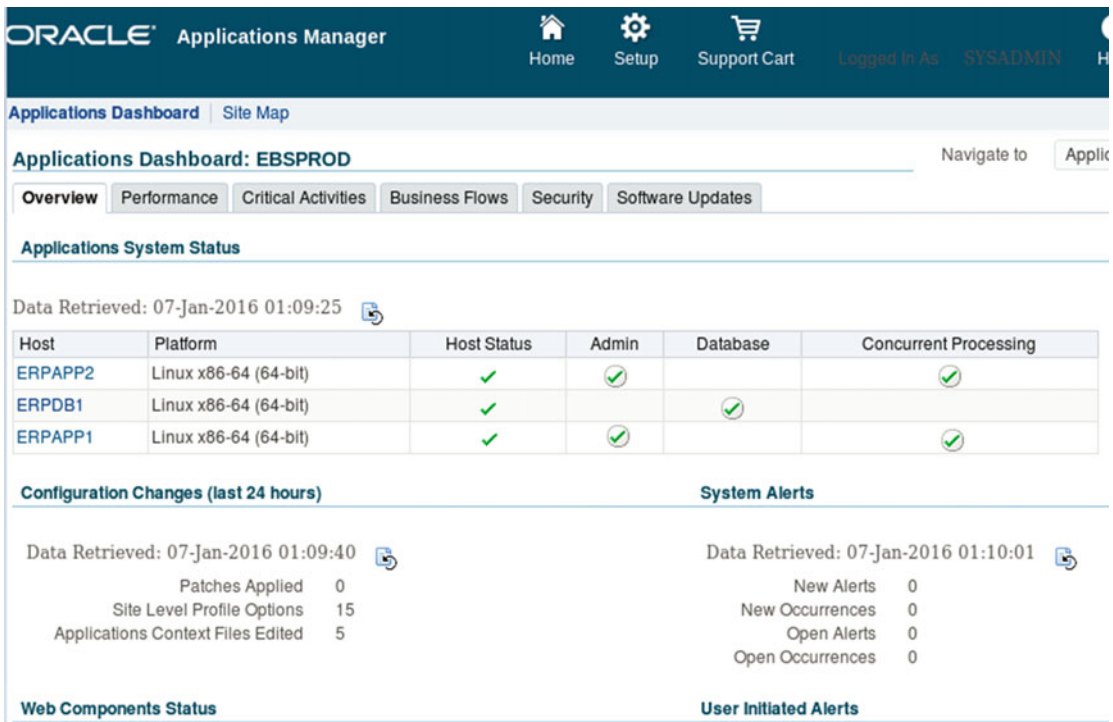 ORACLE Applications Manager
Home Setup Support Cart Logged In As SYSADMIN
Applications Dashboard | Site Map
Applications Dashboard: EBSPROD Navigate to
Overview Performance Critical Activities Business Flows Security Software Updates
Applications System Status
Data Retrieved: 07-Jan-2016 01:09:25
Host Platform Host Status Admin Database Concurrent Processing
ERPAPP2 Linux x86-64 (64-bit)
ERPDB1 Linux x86-64 (64-bit)
ERPAPP1 Linux x86-64 (64-bit)
Configuration Changes (last 24 hours)
Data Retrieved: 07-Jan-2016 01:09:40
Patches Applied 0
Site Level Profile Options 15
Applications Context Files Edited 5
System Alerts
Data Retrieved: 07-Jan-2016 01:10:01
New Alerts 0
New Occurrences 0
Open Alerts 0
Open Occurrences 0
Web Components Status
User Initiated Alerts